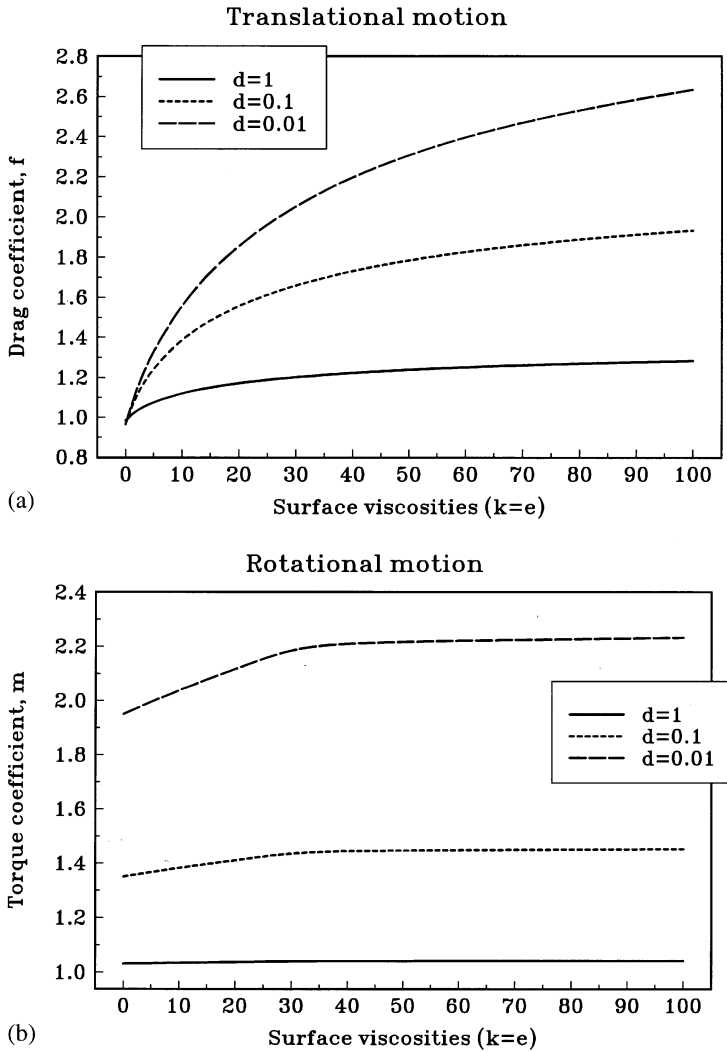 Translational motion
d=1
d=0.1
d=0.01
Drag coefficient, f
2.8
2.6
2.4
2.2
2.0
1.8
1.6
1.4
1.2
1.0
0.8
0 10 20 30 40 50 60 70 80 90 100
Surface viscosities (k=e)
(a)
Rotational motion
d=1
d=0.1
d=0.01
Torque coefficient, m
2.4
2.2
2.0
1.8
1.6
1.4
1.2
1.0
0 10 20 30 40 50 60 70 80 90 100
Surface viscosities (k=e)
(b)